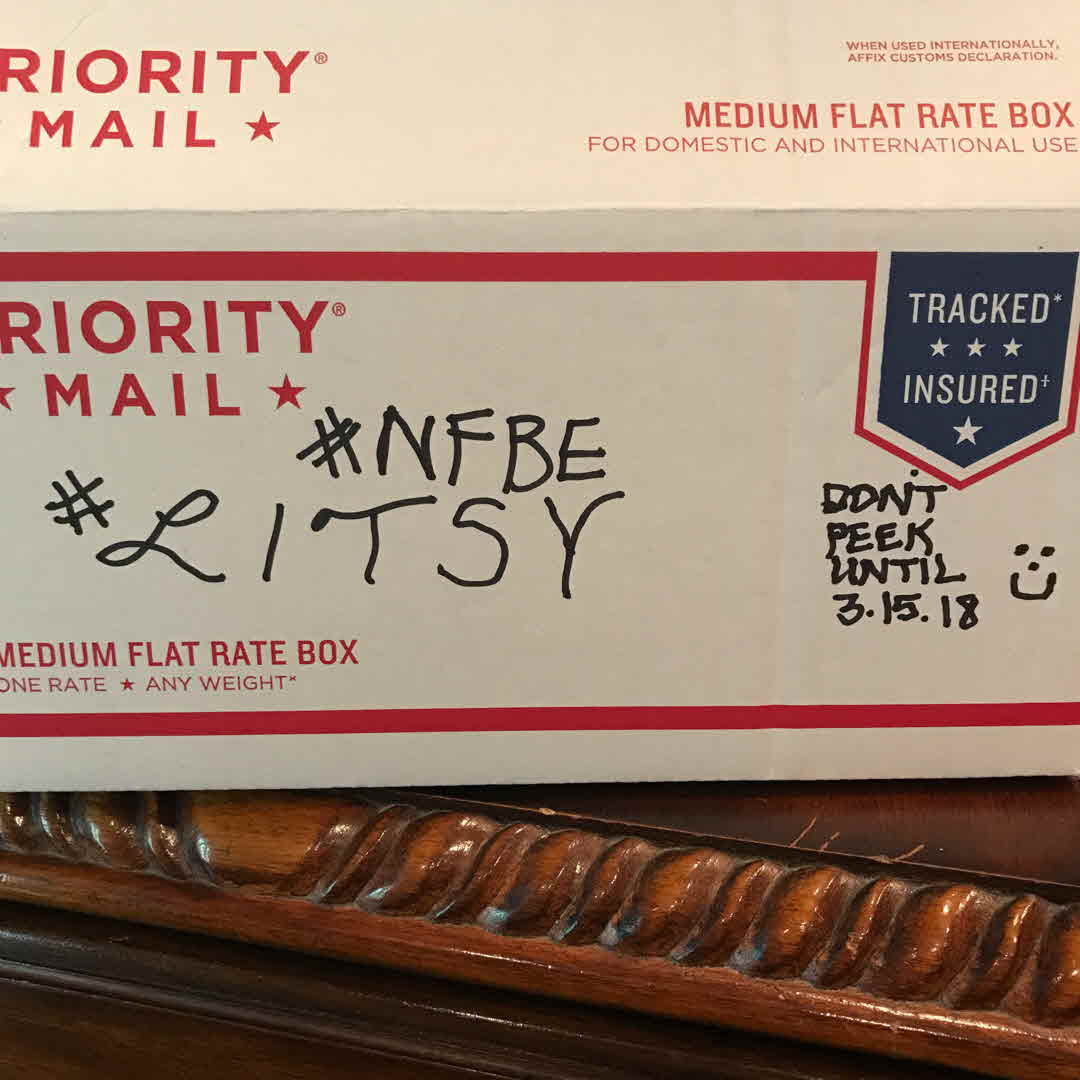 RIORITY®
MAIL ★
WHEN USED INTERNATIONALLY,
AFFIX CUSTOMS DECLARATION.
MEDIUM FLAT RATE BOX
FOR DOMESTIC AND INTERNATIONAL USE
RIORITY®
★ MAIL ★
TRACKED*
★ ★ ★
INSURED‡
★
#NFBE
#LITSY
DON'T
PEEK
UNTIL
3.15.18
MEDIUM FLAT RATE BOX
ONE RATE ★ ANY WEIGHT*